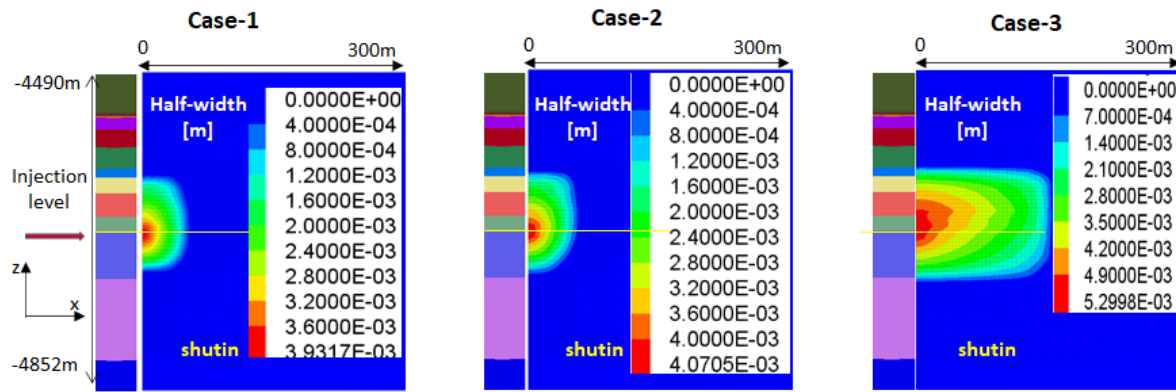 Case-1
0
300m
-4490m
Half-width
[m]
0.0000E+00
4.0000E-04
8.0000E-04
1.2000E-03
1.6000E-03
2.0000E-03
2.4000E-03
2.8000E-03
3.2000E-03
3.6000E-03
3.9317E-03
Injection
level
z
x
shutin
-4852m
Case-2
0
300m
Half-width
[m]
0.0000E+00
4.0000E-04
8.0000E-04
1.2000E-03
1.6000E-03
2.0000E-03
2.4000E-03
2.8000E-03
3.2000E-03
3.6000E-03
4.0000E-03
4.0705E-03
shutin
Case-3
0
300m
Half-width
[m]
0.0000E+00
7.0000E-04
1.4000E-03
2.1000E-03
2.8000E-03
3.5000E-03
4.2000E-03
4.9000E-03
5.2998E-03
shutin